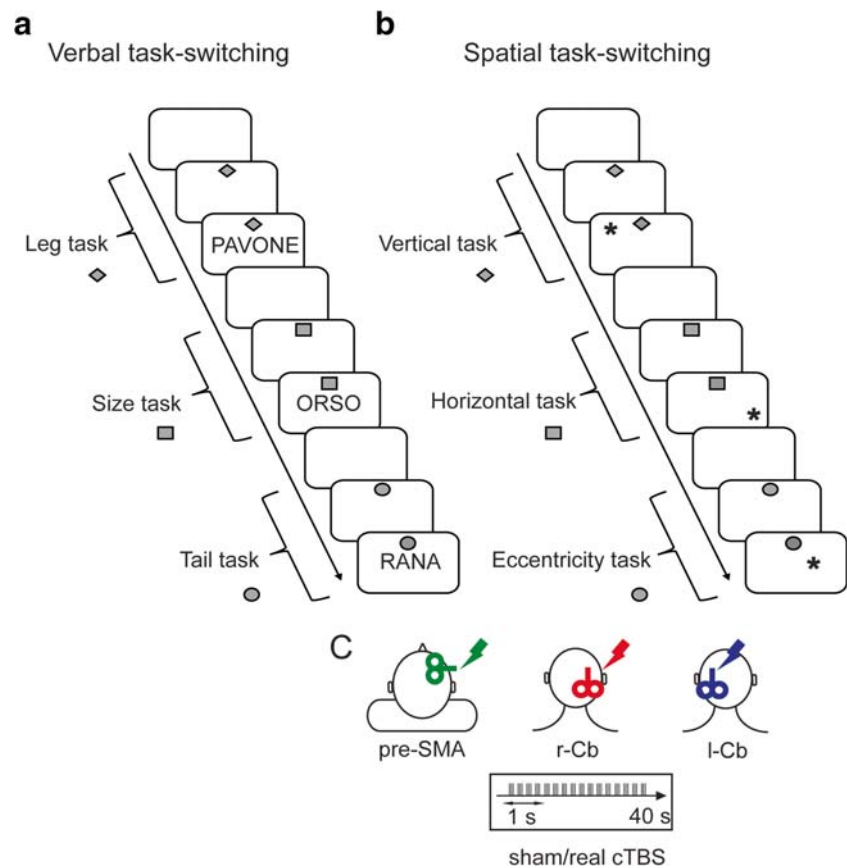 a
Verbal task-switching
Leg task
PAVONE
Size task
ORSO
Tail task
RANA
b
Spatial task-switching
Vertical task
*
Horizontal task
*
Eccentricity task
*
C
pre-SMA
r-Cb
l-Cb
1 s
40 s
sham/real cTBS